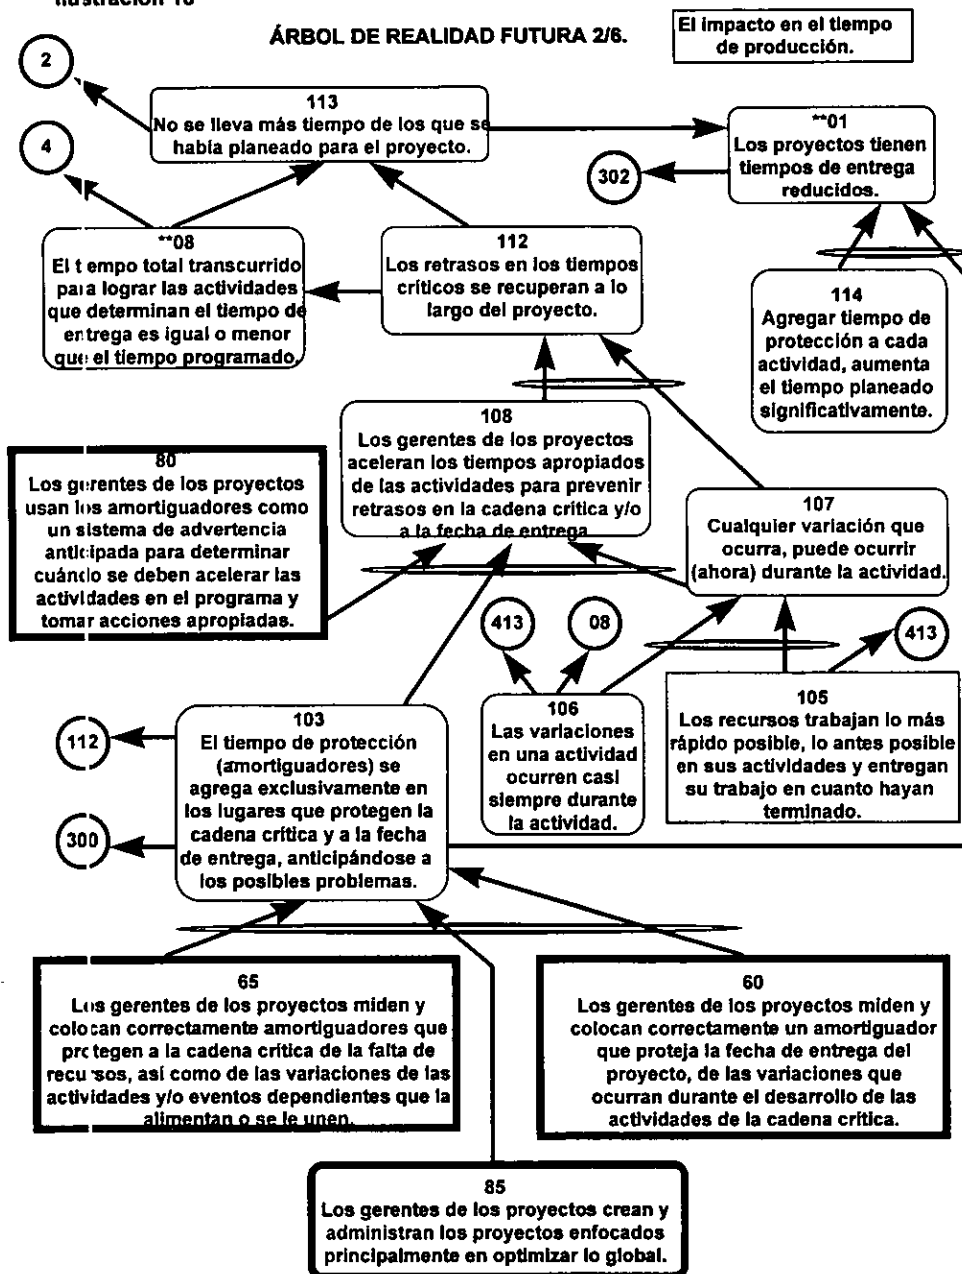 Ilustración 18
ÁRBOL DE REALIDAD FUTURA 2/6.
El impacto en el tiempo
de producción.
2
113
No se lleva más tiempo de los que se
había planeado para el proyecto.
**01
Los proyectos tienen
tiempos de entrega
reducidos.
4
302
**08
El tiempo total transcurrido
para lograr las actividades
que determinan el tiempo de
entrega es igual o menor
que el tiempo programado.
112
Los retrasos en los tiempos
críticos se recuperan a lo
largo del proyecto.
114
Agregar tiempo de
protección a cada
actividad, aumenta
el tiempo planeado
significativamente.
108
Los gerentes de los proyectos
aceleran los tiempos apropiados
de las actividades para prevenir
retrasos en la cadena crítica y/o
a la fecha de entrega
80
Los gerentes de los proyectos
usan los amortiguadores como
un sistema de advertencia
anticipada para determinar
cuándo se deben acelerar las
actividades en el programa y
tomar acciones apropiadas.
107
Cualquier variación que
ocurra, puede ocurrir
(ahora) durante la actividad.
413
08
413
106
Las variaciones
en una actividad
ocurren casi
siempre durante
la actividad.
105
Los recursos trabajan lo más
rápido posible, lo antes posible
en sus actividades y entregan
su trabajo en cuanto hayan
terminado.
112
300
103
El tiempo de protección
(amortiguadores) se
agrega exclusivamente en
los lugares que protegen la
cadena crítica y a la fecha
de entrega, anticipándose a
los posibles problemas.
65
Los gerentes de los proyectos miden y
colocan correctamente amortiguadores que
protegen a la cadena crítica de la falta de
recursos, así como de las variaciones de las
actividades y/o eventos dependientes que la
alimentan o se le unen.
60
Los gerentes de los proyectos miden y
colocan correctamente un amortiguador
que proteja la fecha de entrega del
proyecto, de las variaciones que
ocurran durante el desarrollo de las
actividades de la cadena crítica.
85
Los gerentes de los proyectos crean y
administran los proyectos enfocados
principalmente en optimizar lo global.